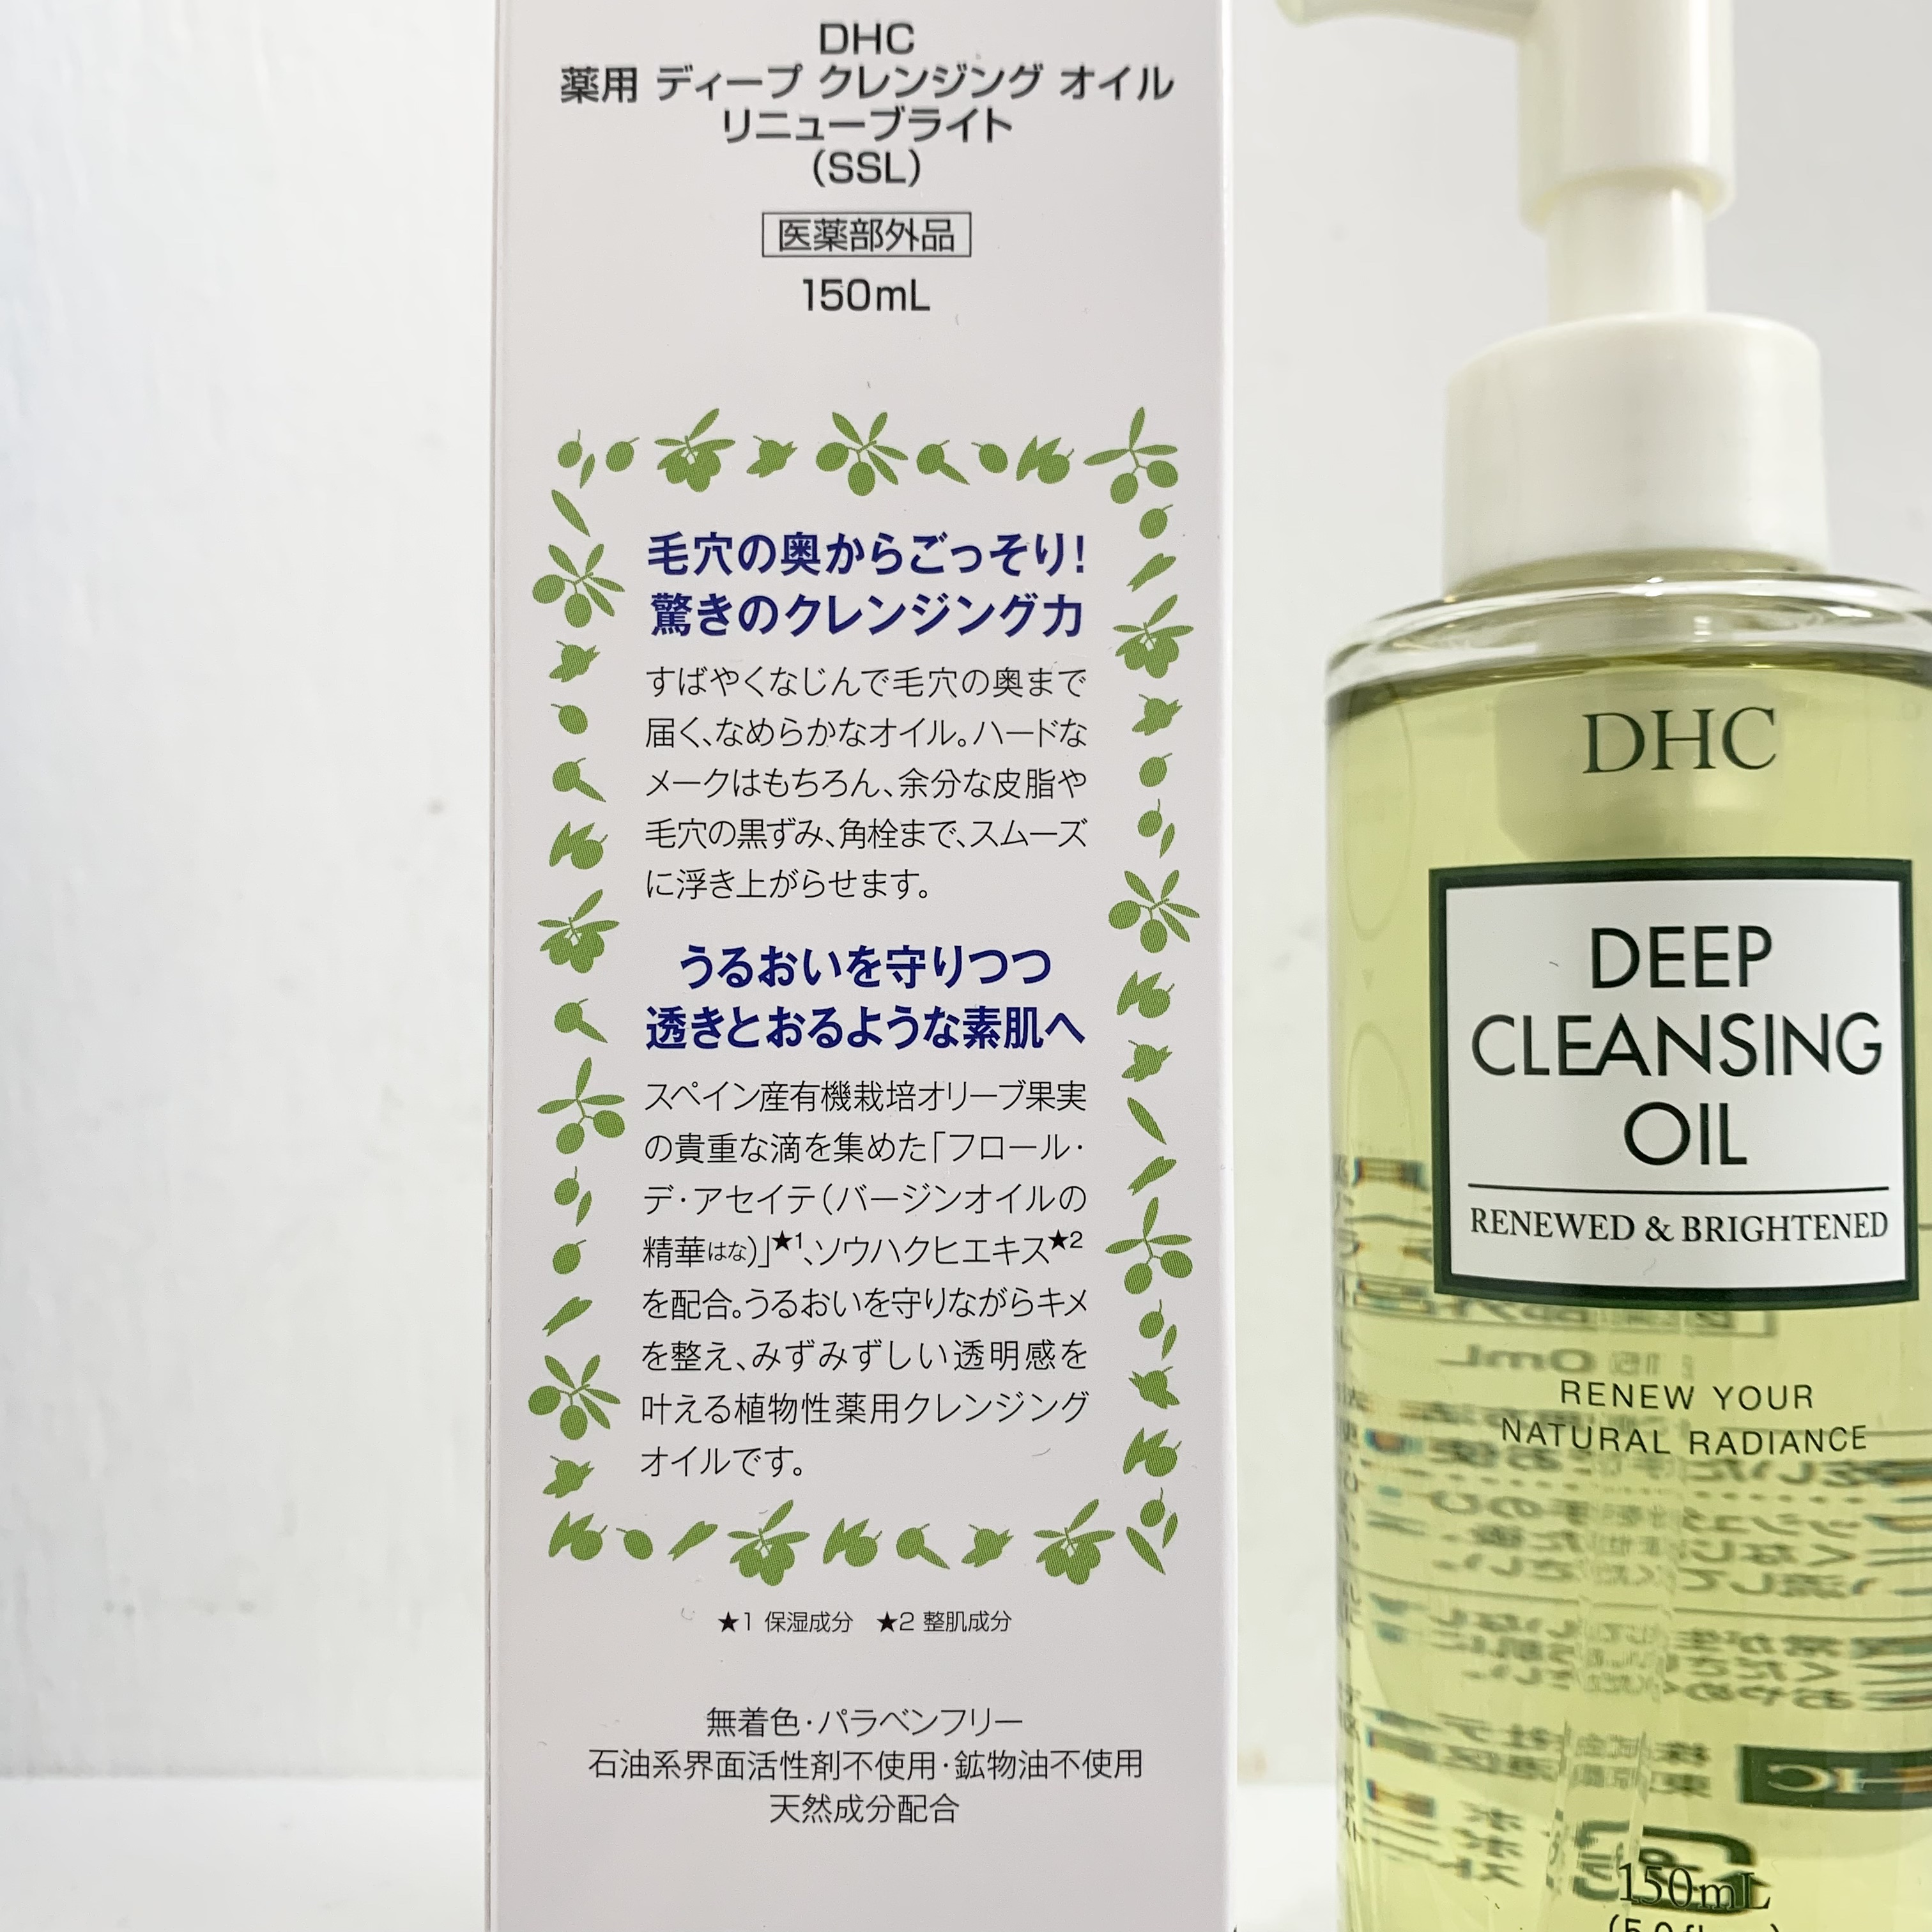 DHC
薬用 ディープ クレンジング オイル
リニューブライト
(SSL)
医薬部外品
150mL
毛穴の奥からごっそり!
驚きのクレンジング力
すばやくなじんで毛穴の奥まで
届く、なめらかなオイル。ハードな
メークはもちろん、余分な皮脂や
毛穴の黒ずみ、角栓まで、スムーズ
に浮き上がらせます。
うるおいを守りつつ
透きとおるような素肌へ
スペイン産有機栽培オリーブ果実
の貴重な滴を集めた「フロール・
デ・アセイテ(バージンオイルの
精華はな)」★1、ソウハクヒエキス★2
を配合。うるおいを守りながらキメ
を整え、みずみずしい透明感を
叶える植物性薬用クレンジング
オイルです。
★1 保湿成分 ★2 整肌成分
無着色・パラベンフリー
石油系界面活性剤不使用・鉱物油不使用
天然成分配合
DHC
DEEP
CLEANSING
OIL
RENEWED & BRIGHTENED
RENEW YOUR
NATURAL RADIANCE
150mL